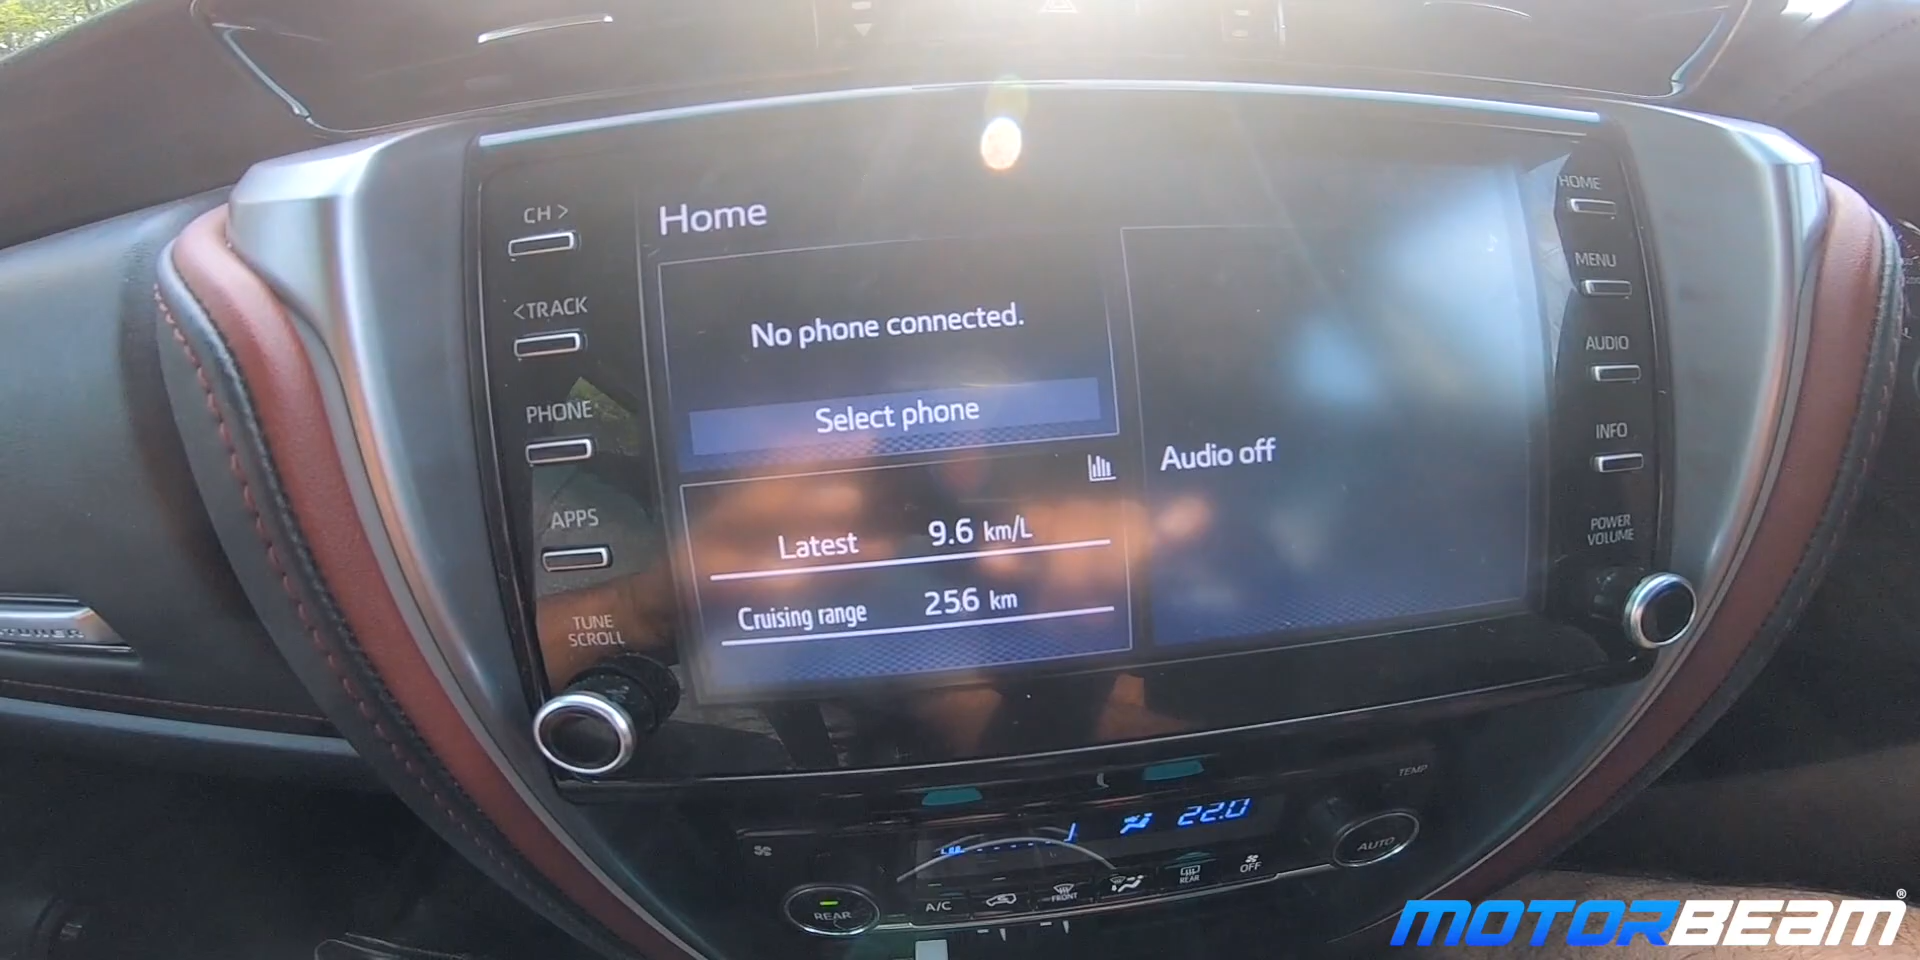 CH >
<TRACK
PHONE
APPS
TUNE
SCROLL
Home
No phone connected.
Select phone
Latest 9.6 km/L
Cruising range 256 km
Audio off
HOME
MENU
AUDIO
INFO
POWER
VOLUME
TEMP
22.0
AUTO
REAR
A/C
FRONT
REAR
OFF
MOTORBEAM®